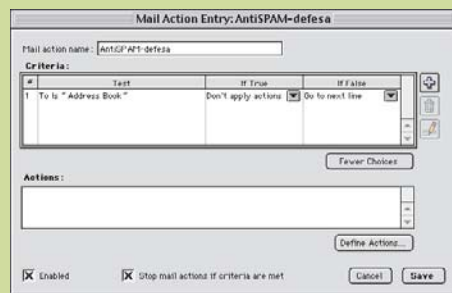 Mail Action Entry: AntiSPAM-defesa
Mail action name: AntiSPAM-defesa
Criteria:
# Test If True If False
1 To Is "Address Book" Don't apply actions Go to next line
Fewer Choices
Actions:
Define Actions...
Enabled Stop mail actions if criteria are met Cancel Save